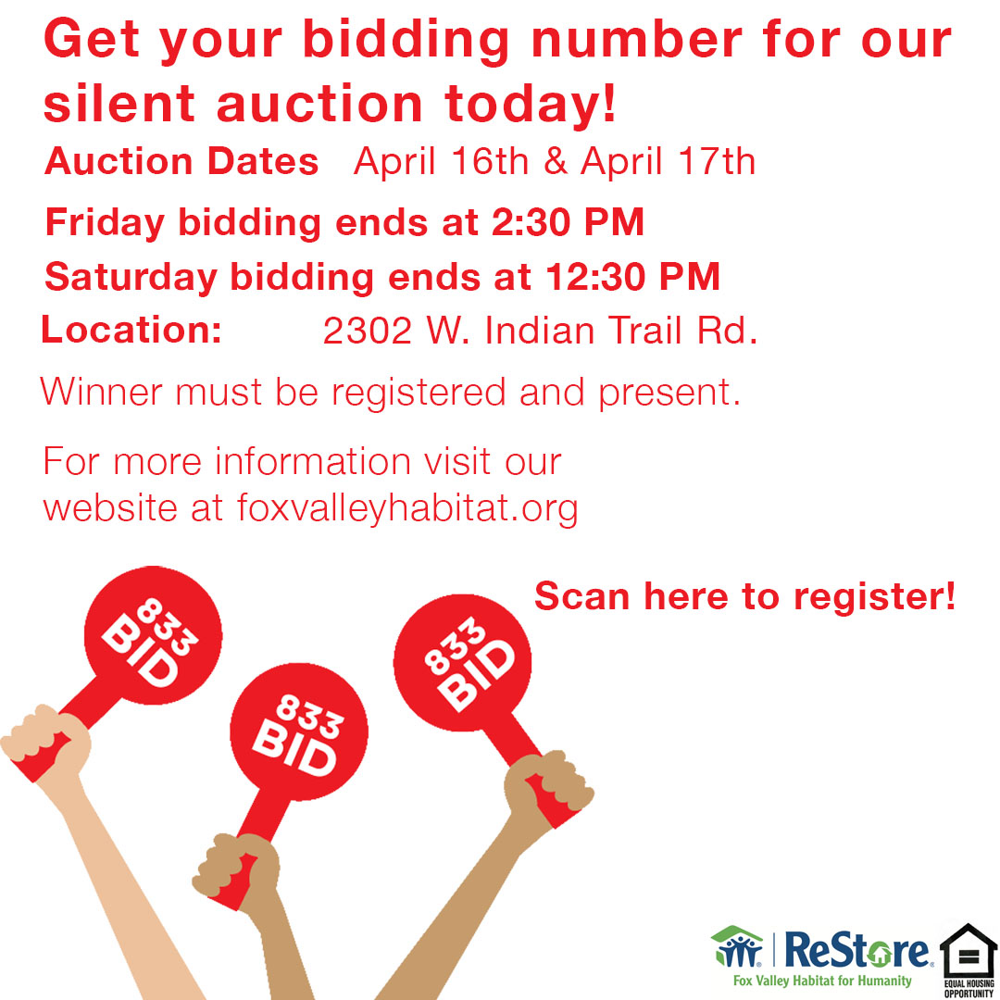 Get your bidding number for our
silent auction today!
Auction Dates April 16th & April 17th
Friday bidding ends at 2:30 PM
Saturday bidding ends at 12:30 PM
Location: 2302 W. Indian Trail Rd.
Winner must be registered and present.
For more information visit our
website at foxvalleyhabitat.org
Scan here to register!
833
BID
833
BID
833
BID
ReStore®
Fox Valley Habitat for Humanity
EQUAL HOUSING
OPPORTUNITY